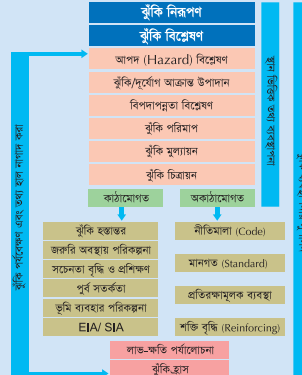 ঝুঁকি নিরূপণ
ঝুঁকি বিশ্লেষণ
আপদ (Hazard) বিশ্লেষণ
ঝুঁকি/দূর্যোগ আক্রান্ত উপাদান
বিপদাপন্নতা বিশ্লেষণ
ঝুঁকি পরিমাপ
ঝুঁকি মুল্যায়ন
ঝুঁকি চিত্রায়ন
কাঠামোগত
অকাঠামোগত
ঝুঁকি হস্তান্তর
জরুরি অবস্থায় পরিকল্পনা
সচেনতা বৃদ্ধি ও প্রশিক্ষণ
পুর্ব সতর্কতা
ভূমি ব্যবহার পরিকল্পনা
EIA/ SIA
নীতিমালা (Code)
মানগত (Standard)
প্রতিরক্ষামূলক ব্যবস্থা
শক্তি বৃদ্ধি (Reinforcing)
লাভ-ক্ষতি পর্যালোচনা
ঝুঁকি হ্রাস
ঝুঁকি পর্যবেক্ষণ এবং তথ্য হাল নাগাদ করা
স্থান ভিত্তিক তথ্য ব্যবস্থাপনা